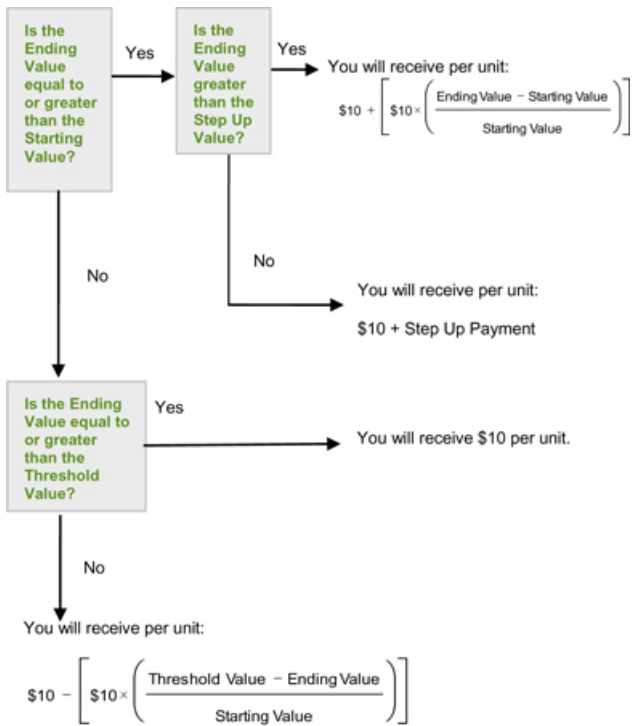 Is the
Ending
Value
equal to
or greater
than the
Starting
Value?
Yes
Is the
Ending
Value
greater
than the
Step Up
Value?
Yes
You will receive per unit:
$10 + [ $10 × ( Ending Value − Starting Value
Starting Value ) ]
No
No
You will receive per unit:
$10 + Step Up Payment
Is the Ending
Value equal to
or greater
than the
Threshold
Value?
Yes
You will receive $10 per unit.
No
You will receive per unit:
$10 − [ $10 × ( Threshold Value − Ending Value
Starting Value ) ]